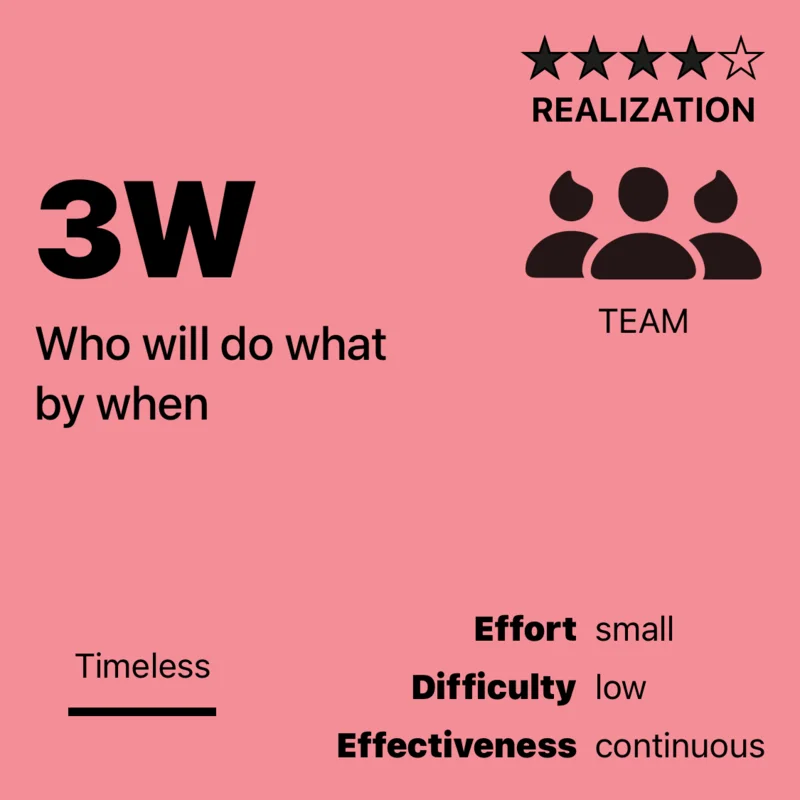 REALIZATION
3W
TEAM
Who will do what
by when
Timeless
Effort small
Difficulty low
Effectiveness continuous